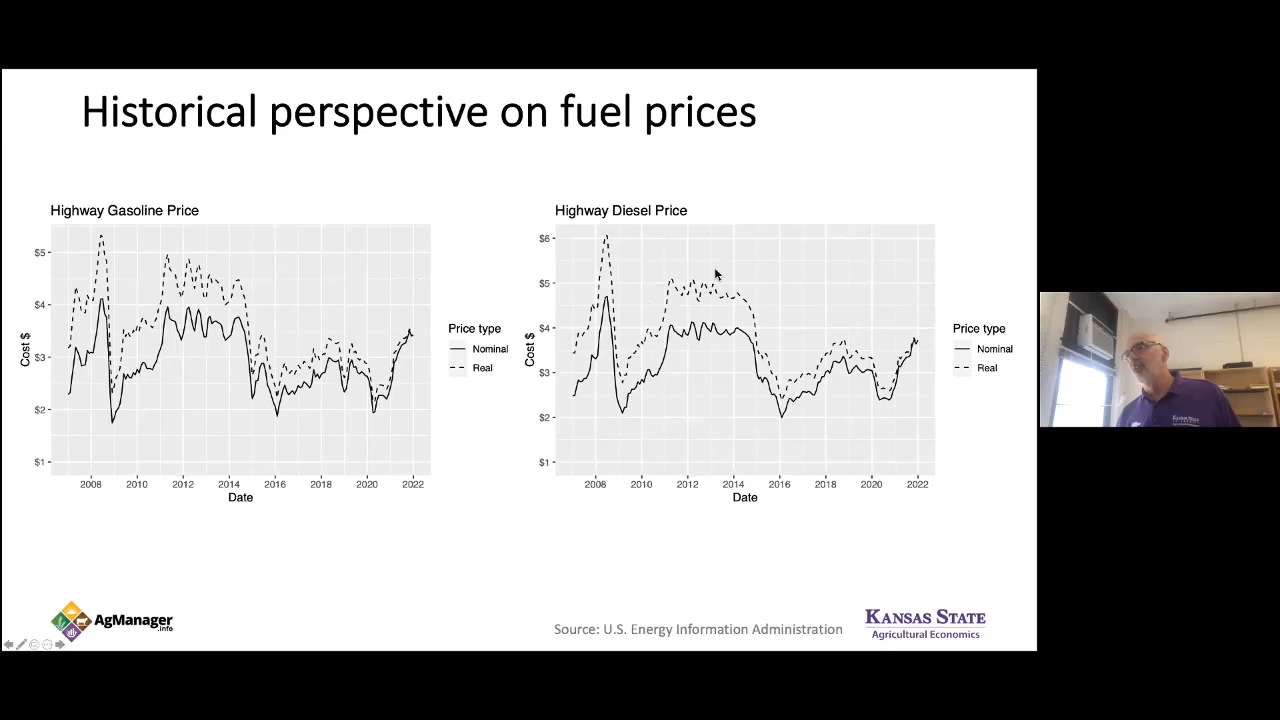 Historical perspective on fuel prices
Highway Gasoline Price
$5
$4
$3
$2
$1
Cost $
2008 2010 2012 2014 2016 2018 2020 2022
Date
Price type
Nominal
Real
Highway Diesel Price
$6
$5
$4
$3
$2
$1
Cost $
2008 2010 2012 2014 2016 2018 2020 2022
Date
Price type
Nominal
Real
AgManager
.info
Source: U.S. Energy Information Administration
KANSAS STATE
Agricultural Economics
KANSAS STATE